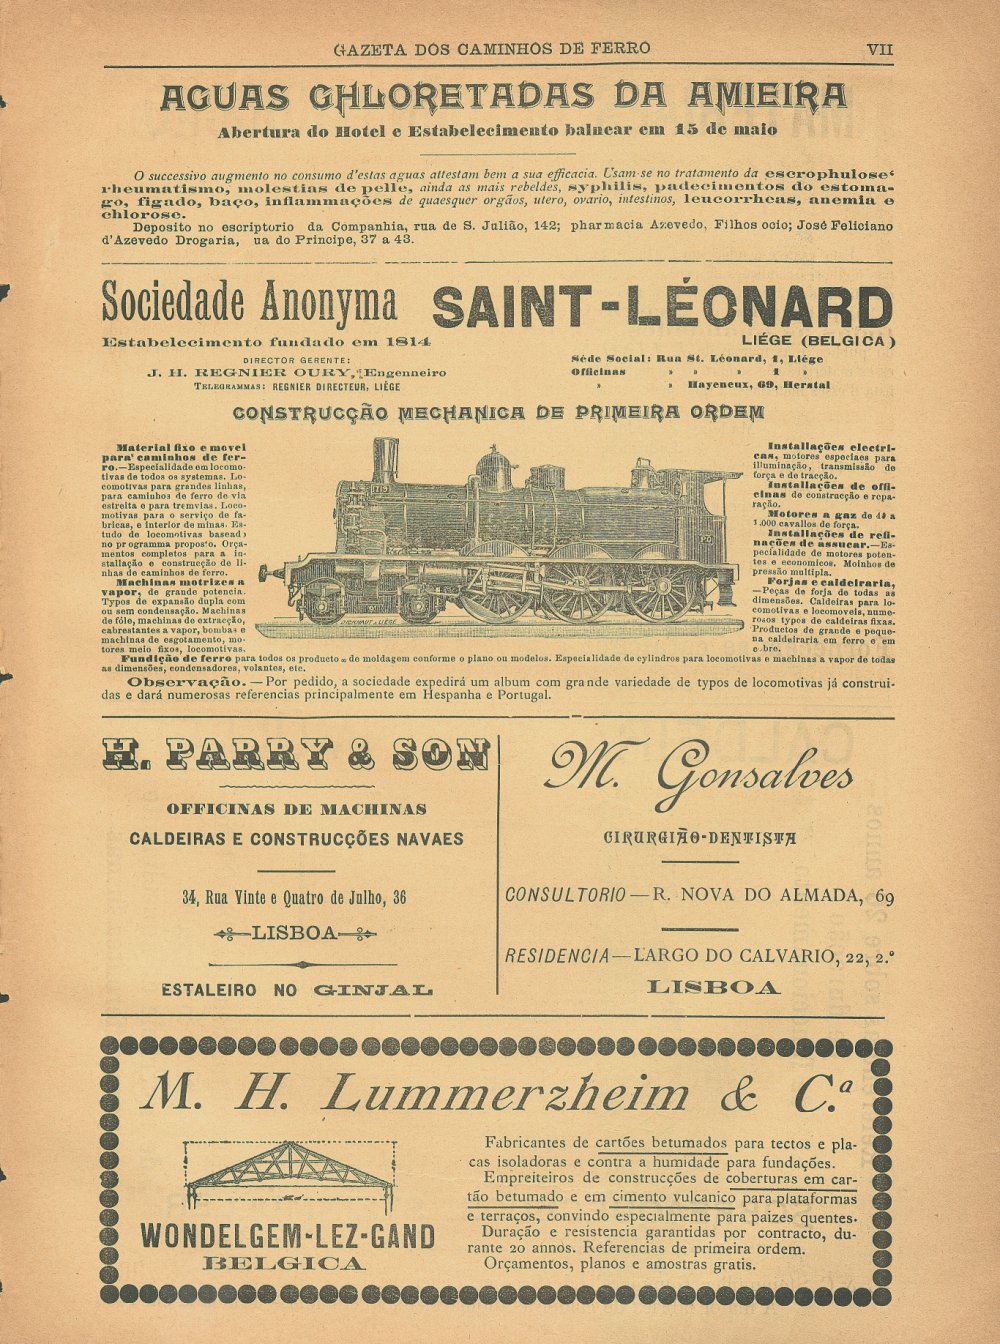 GAZETA DOS CAMINHOS DE FERRO VII
AGUAS CHLORETADAS DA AMIEIRA
Abertura do Hotel e Estabelecimento balnear em 15 de maio
O successivo augmento no consumo d'estas aguas attestam bem a sua efficacia. Usam-se no tratamento da escrophulose‘
rheumatismo, molestias de pelle, ainda as mais rebeldes, syphilis, padecimentos do estoma-
go, figado, baço, inflammações de quaesquer orgãos, utero, ovario, intestinos, leucorrheas, anemia e
chlorose.
Deposito no escriptorio da Companhia, rua de S. Julião, 142; pharmacia Azevedo, Filhos ocio; José Feliciano
d'Azevedo Drogaria, ua do Principe, 37 a 43.
Sociedade Anonyma SAINT-LÉONARD
Estabelecimento fundado em 1814 LIÉGE (BELGICA)
DIRECTOR GERENTE:
J. H. REGNIER OURY, Engenneiro
TELEGRAMMAS: REGNIER DIRECTEUR, LIÉGE
Séde Social: Rua St. Léonard, 1, Liége
Officinas » » » 1 »
» Hayeneux, 69, Herstal
CONSTRUCÇÃO MECHANICA DE PRIMEIRA ORDEM
Material fixo e movel
para caminhos de fer-
ro.—Especialidade em locomo-
tivas de todos os systemas. Lo-
comotivas para grandes linhas,
para caminhos de ferro de via
estreita e para tremvias. Loco-
motivas para o serviço de fa-
bricas, e interior de minas. Es-
tudo de locomotivas basead
no pr ogramma proposto. Orça-
mentos completos para a in-
stallação e construcção de li-
nhas de caminhos de ferro.
Machinas motrizes a
vapor, de grande potencia.
Typos de expansão dupla com
ou sem condensação. Machinas
de fóle, machinas de extracção,
cabrestantes a vapor, bombas e
machinas de esgotamento, mo-
tores meio fixos, locomotivas.
Installações electri-
cas, motores especiaes para
illuminação, transmissão de
força e de tracção.
Installações de offi-
cinas de construcção e repa-
ração.
Motores a gaz de a
1.000 cavallos de força.
Installações de refi-
nações de assucar.—Es-
pecialidade de motores poten-
tes e economicos. Moinhos de
pressão multipla.
Forjas e caldeiraria,
—Peças de forja de todas as
dimensões. Caldeiras para lo-
comotivas e locomoveis, nume-
rosos typos de caldeiras fixas.
Productos de grande e peque-
na caldeiraria em ferro e em
c bre.
Fundição de ferro para todos os producto de moldagem conforme o plano ou modelos. Especialidade de cylindros para locomotivas e machinas a vapor de todas
as dimensões, condensadores, volantes, etc.
Observação.—Por pedido, a sociedade expedirá um album com grande variedade de typos de locomotivas já construi-
das e dará numerosas referencias principalmente em Hespanha e Portugal.
H. PARRY & SON
OFFICINAS DE MACHINAS
CALDEIRAS E CONSTRUCÇÕES NAVAES
34, Rua Vinte e Quatro de Julho, 36
LISBOA
ESTALEIRO NO GINJAL
M. Gonsalves
CIRURGIÃO-DENTISTA
CONSULTORIO—R. NOVA DO ALMADA, 69
RESIDENCIA—LARGO DO CALVARIO, 22, 2.º
LISBOA
M. H. Lummerzheim & C.ª
WONDELGEM-LEZ-GAND
BELGICA
Fabricantes de cartões betumados para tectos e pla-
cas isoladoras e contra a humidade para fundações.
Empreiteiros de construcções de coberturas em car-
tão betumado e em cimento vulcanico para plataformas
e terraços, convindo especialmente para paizes quentes.
Duração e resistencia garantidas por contracto, du-
rante 20 annos. Referencias de primeira ordem.
Orçamentos, planos e amostras gratis.